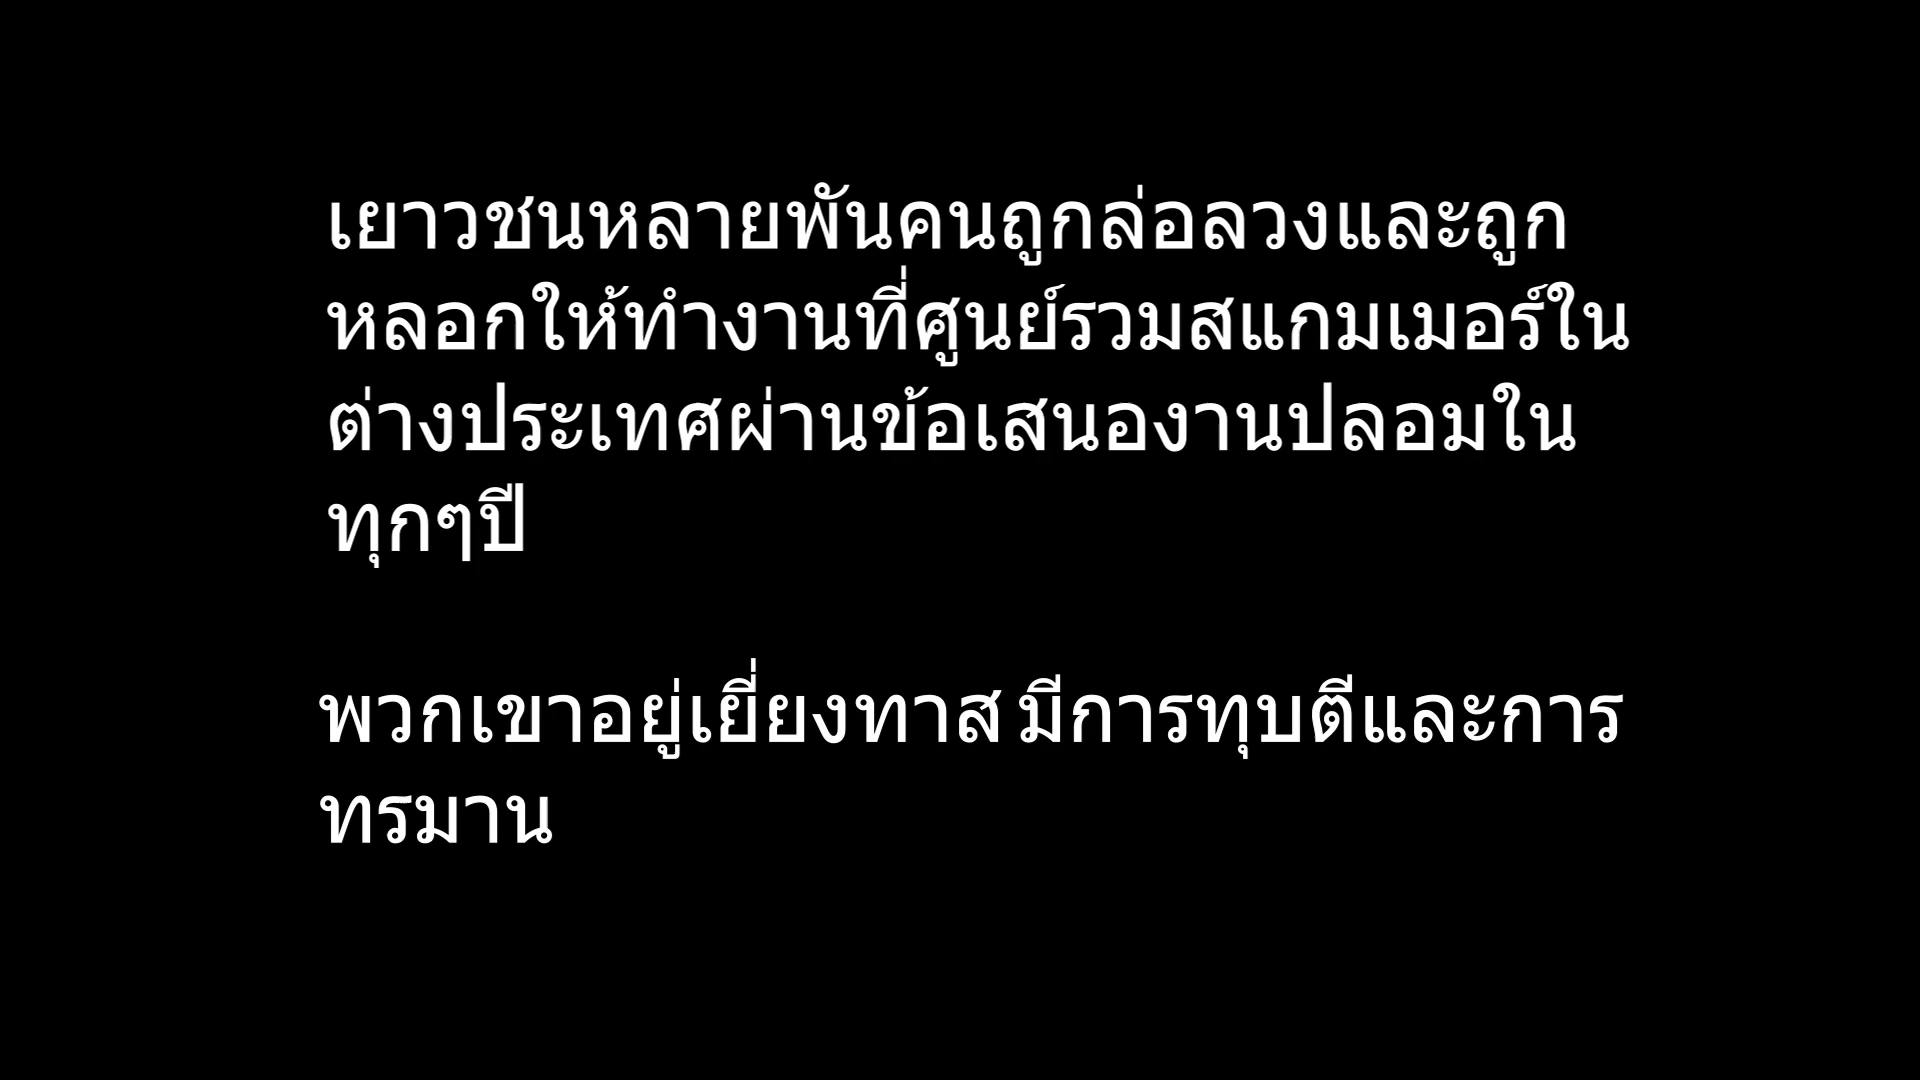 เยาวชนหลายพันคนถูกล่อลวงและถูก
หลอกให้ทำงานที่ศูนย์รวมสแกมเมอร์ใน
ต่างประเทศผ่านข้อเสนองานปลอมใน
ทุกๆปี
พวกเขาอยู่เยี่ยงทาส มีการทุบตีและการ
ทรมาน